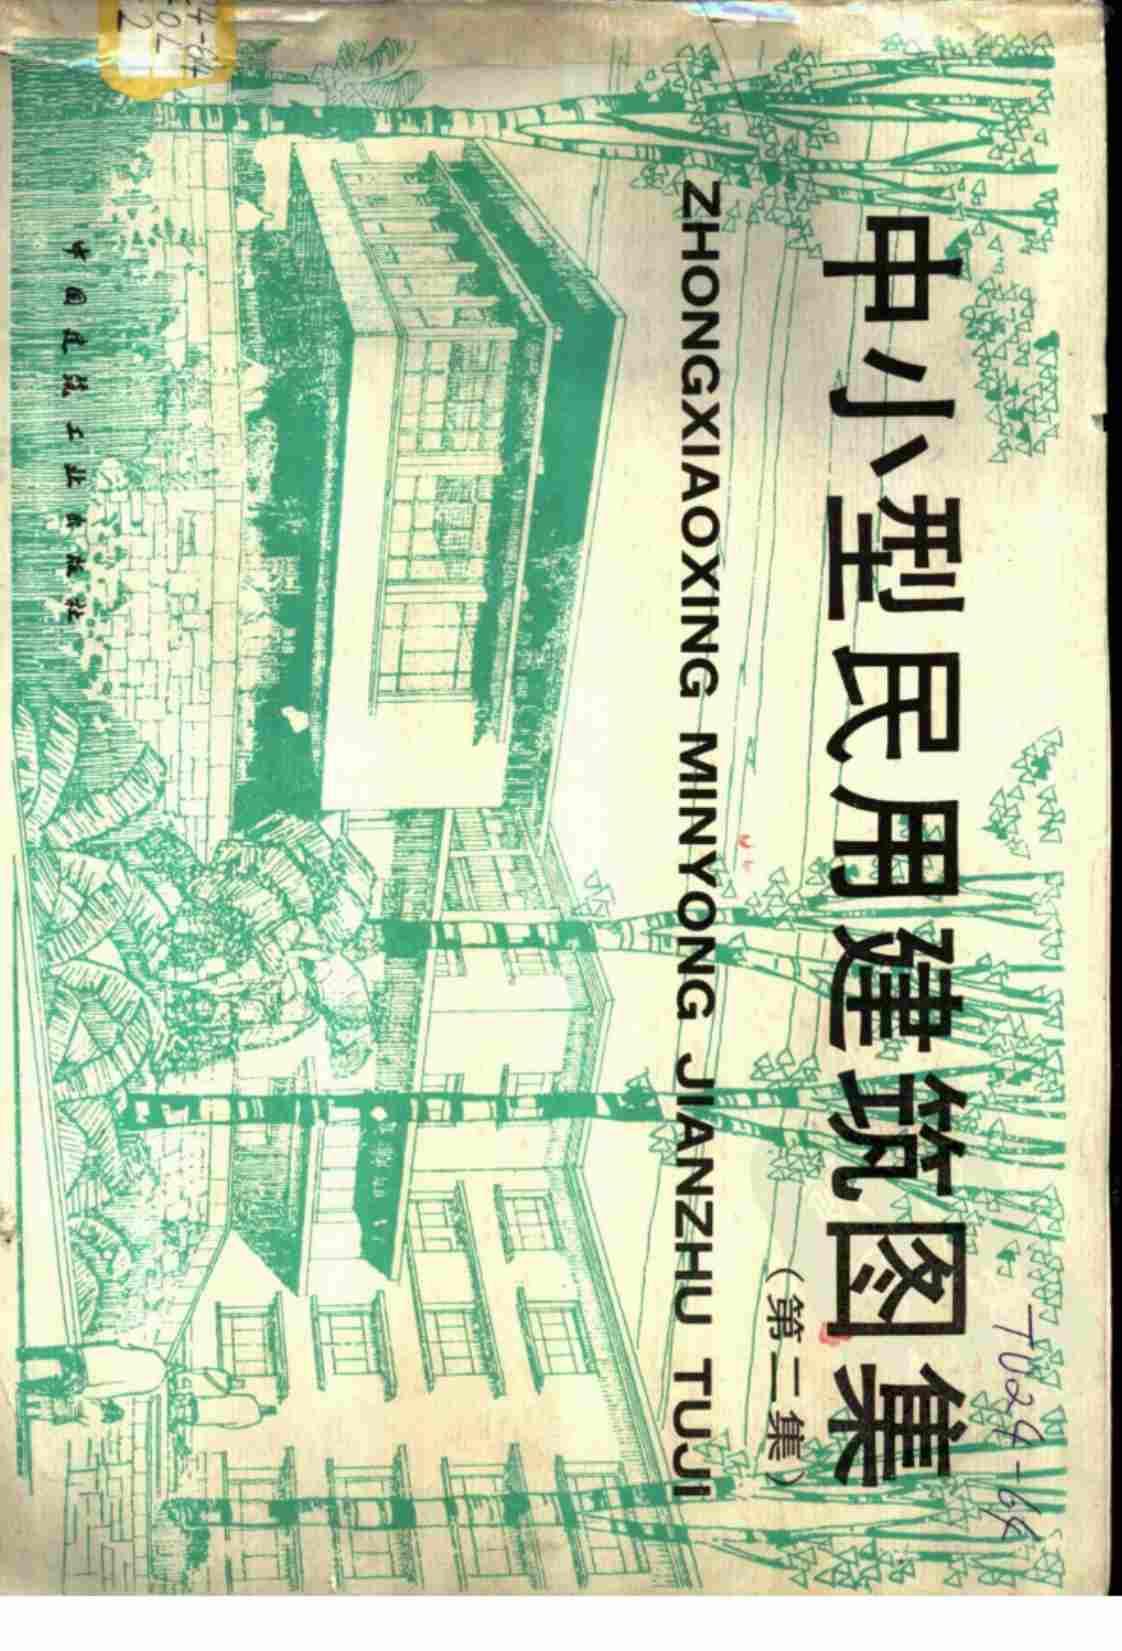 中小型民用建筑图集
(第二集)
ZHONGXIAOXING MINYONG JIANZHU TUJI
中国建筑工业出版社
TU24-64